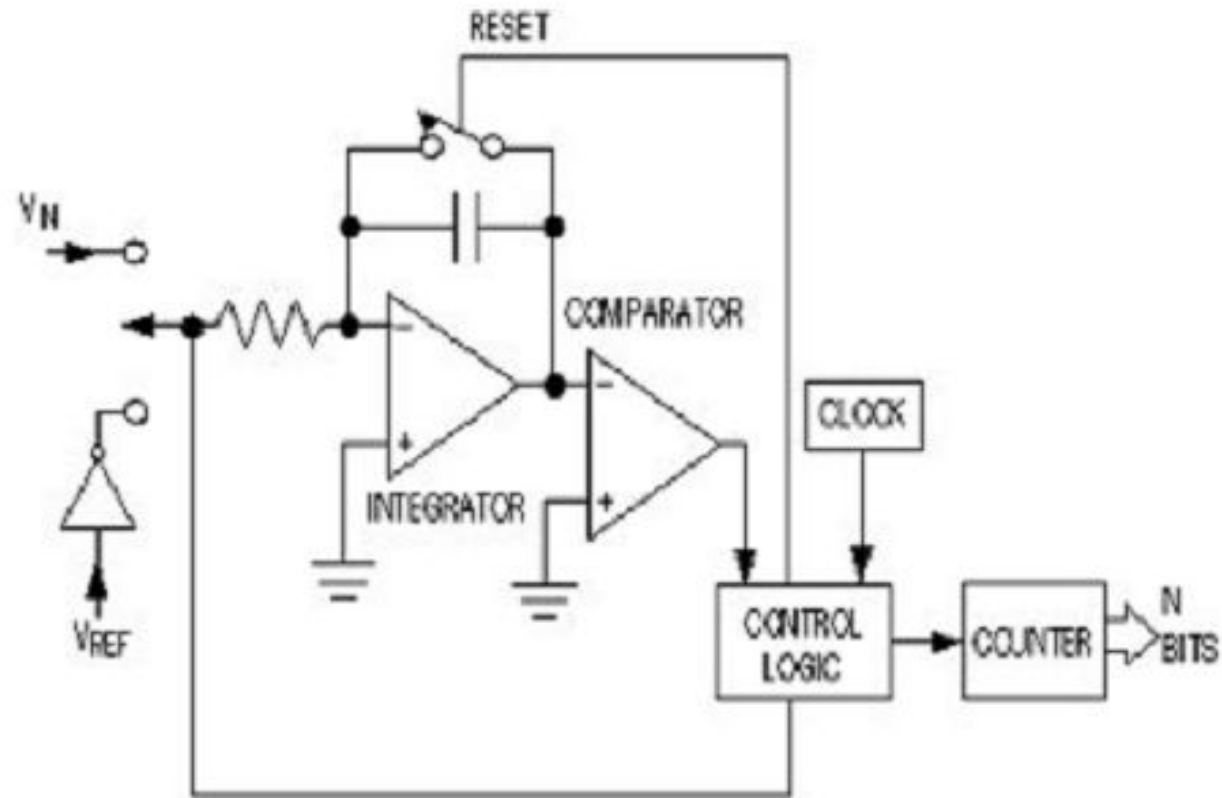 RESET
VIN
COMPARATOR
−
−
CLOCK
+
INTEGRATOR
+
VREF
CONTROL
LOGIC
COUNTER
N
BITS